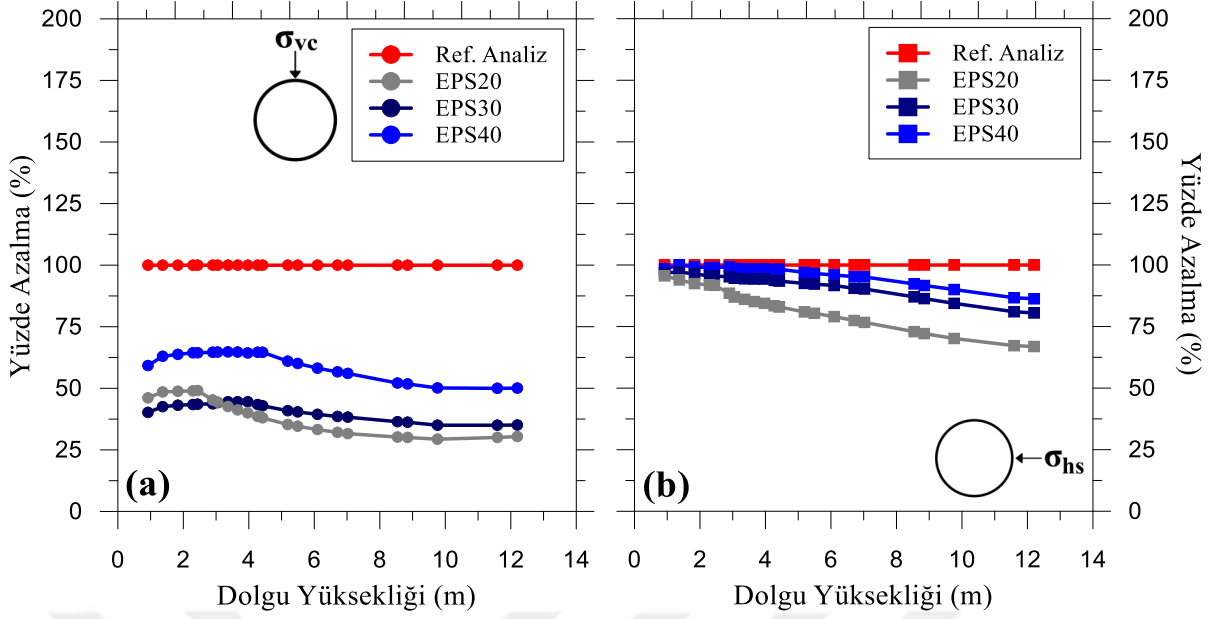 200
175
150
125
100
75
50
25
0
Yüzde Azalma (%)
σvc
Ref. Analiz
EPS20
EPS30
EPS40
(a)
0 2 4 6 8 10 12 14
Dolgu Yüksekliği (m)
Ref. Analiz
EPS20
EPS30
EPS40
σhs
(b)
0 2 4 6 8 10 12 14
Dolgu Yüksekliği (m)
200
175
150
125
100
75
50
25
0
Yüzde Azalma (%)